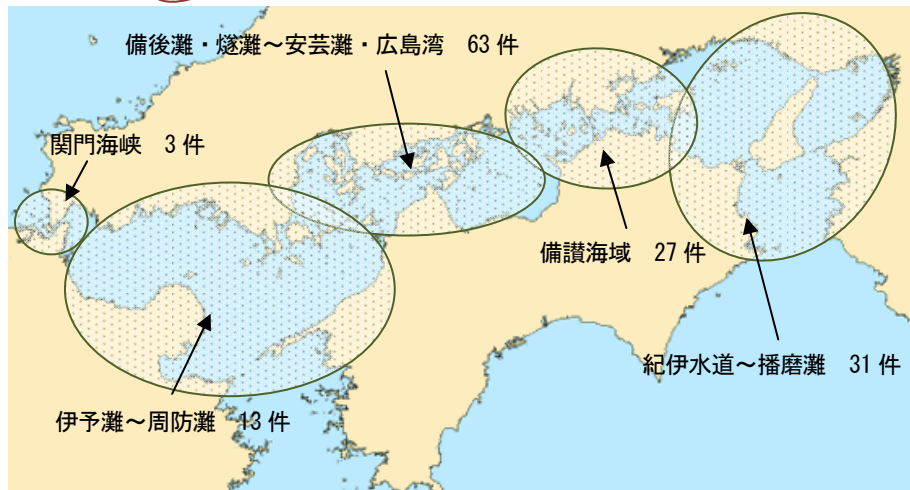 備後灘・燧灘～安芸灘・広島湾　63 件
関門海峡　3 件
備讃海域　27 件
紀伊水道～播磨灘　31 件
伊予灘～周防灘　13 件